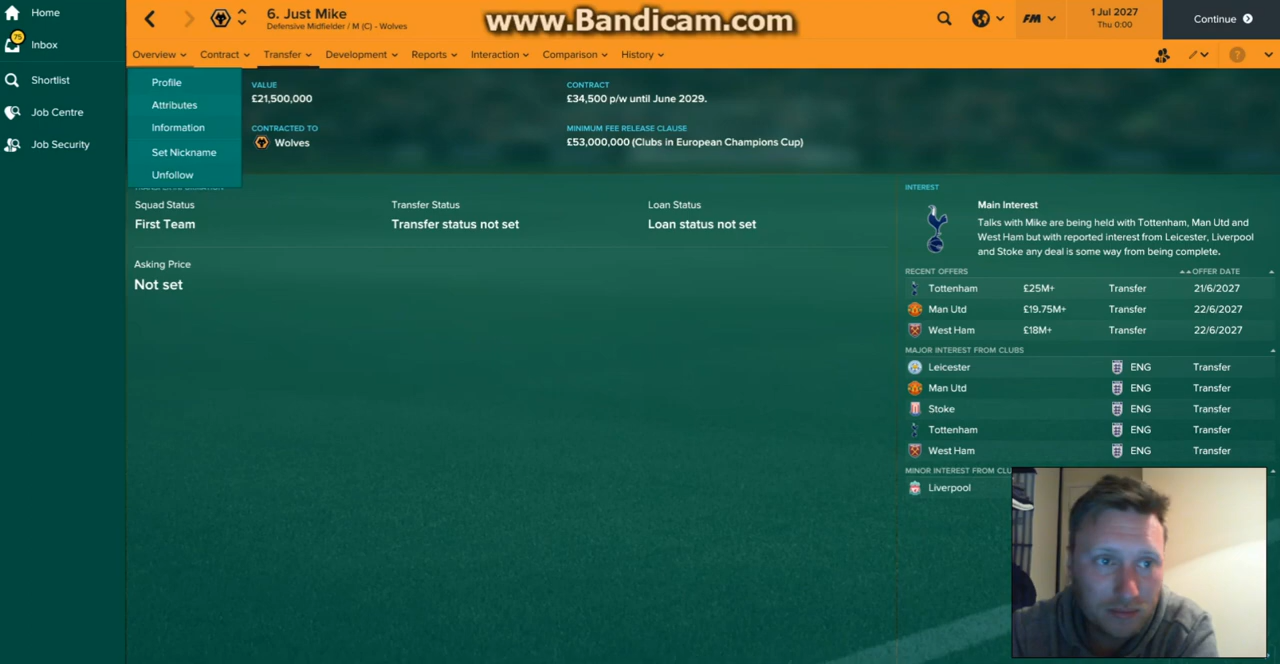 Home
75
Inbox
Shortlist
Job Centre
Job Security
6. Just Mike
Defensive Midfielder / M (C) - Wolves
www.Bandicam.com
FM
1 Jul 2027
Thu 0:00
Continue
Overview
Contract
Transfer
Development
Reports
Interaction
Comparison
History
?
Profile
Attributes
Information
Set Nickname
Unfollow
VALUE
£21,500,000
CONTRACTED TO
Wolves
CONTRACT
£34,500 p/w until June 2029.
MINIMUM FEE RELEASE CLAUSE
£53,000,000 (Clubs in European Champions Cup)
Squad Status
First Team
Transfer Status
Transfer status not set
Loan Status
Loan status not set
Asking Price
Not set
INTEREST
Main Interest
Talks with Mike are being held with Tottenham, Man Utd and
West Ham but with reported interest from Leicester, Liverpool
and Stoke any deal is some way from being complete.
RECENT OFFERS OFFER DATE
Tottenham £25M+ Transfer 21/6/2027
Man Utd £19.75M+ Transfer 22/6/2027
West Ham £18M+ Transfer 22/6/2027
MAJOR INTEREST FROM CLUBS
Leicester ENG Transfer
Man Utd ENG Transfer
Stoke ENG Transfer
Tottenham ENG Transfer
West Ham ENG Transfer
MINOR INTEREST FROM CLU
Liverpool